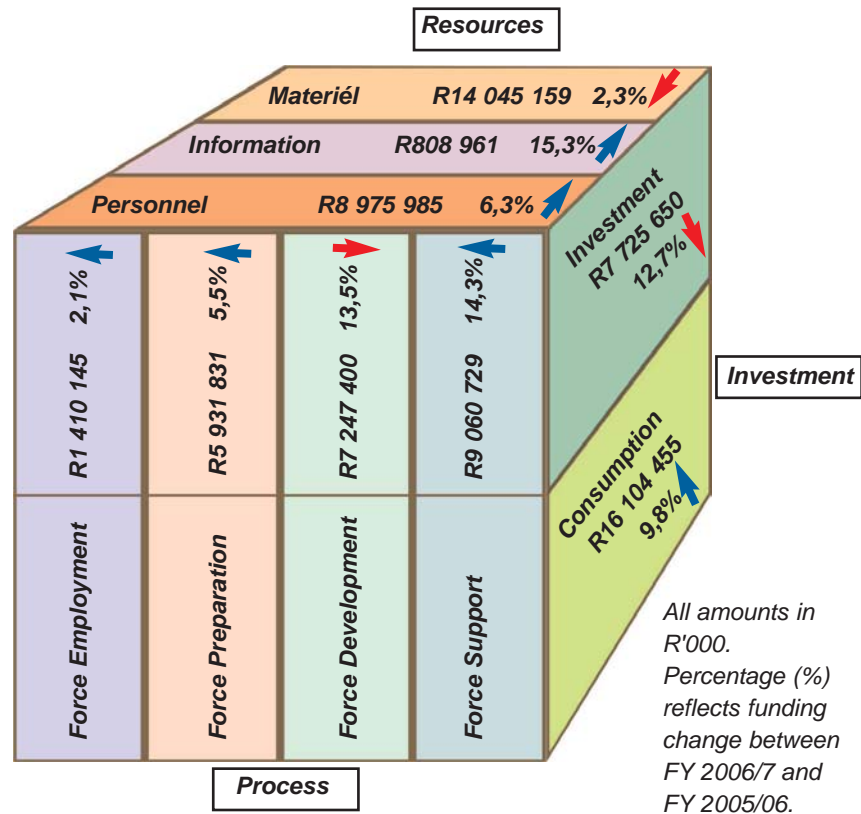 Resources
Materiél R14 045 159 2,3%
Information R808 961 15,3%
Personnel R8 975 985 6,3%
Force Employment R1 410 145 2,1%
Force Preparation R5 931 831 5,5%
Force Development R7 247 400 13,5%
Force Support R9 060 729 14,3%
Investment
R7 725 650
12,7%
Consumption
R16 104 455
9,8%
Investment
Process
All amounts in
R'000.
Percentage (%)
reflects funding
change between
FY 2006/7 and
FY 2005/06.